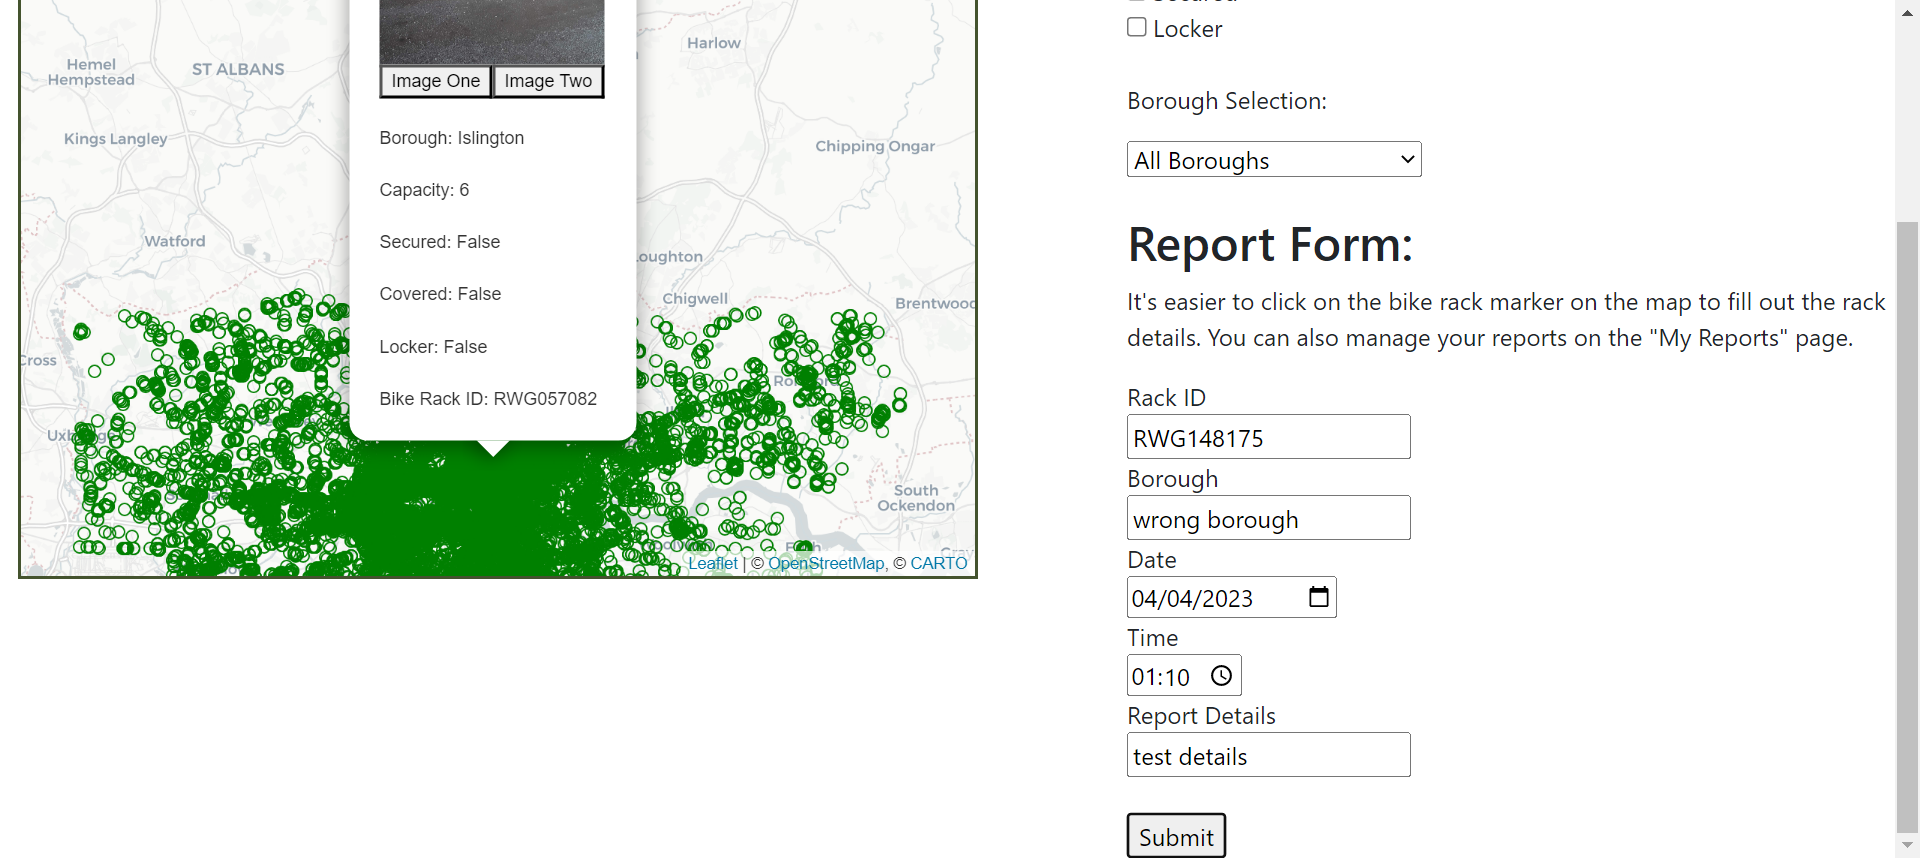 Harlow
Hemel
Hempstead
ST ALBANS
Kings Langley
Chipping Ongar
Watford
oughton
Chigwell
Brentwood
Cross
South
Ockendon
Image One
Image Two
Borough: Islington
Capacity: 6
Secured: False
Covered: False
Locker: False
Bike Rack ID: RWG057082
Leaflet | © OpenStreetMap, © CARTO
Secured
Locker
Borough Selection:
All Boroughs
Report Form:
It's easier to click on the bike rack marker on the map to fill out the rack
details. You can also manage your reports on the "My Reports" page.
Rack ID
RWG148175
Borough
wrong borough
Date
04/04/2023
Time
01:10
Report Details
test details
Submit